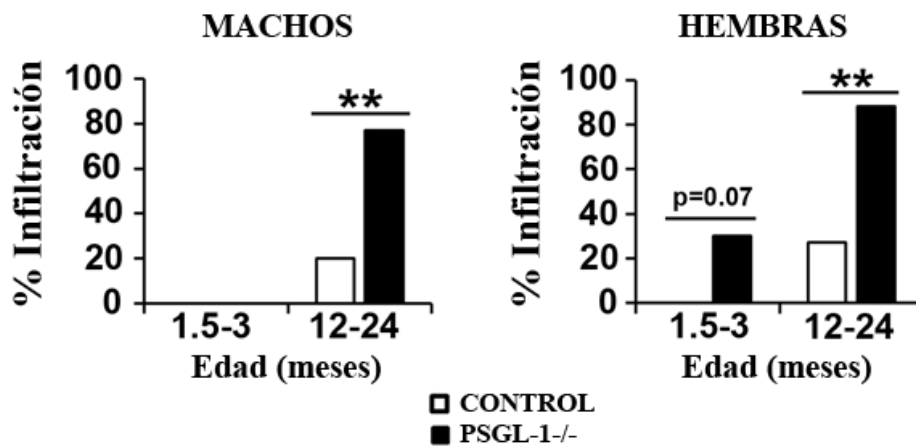 MACHOS
% Infiltración
100
80
60
40
20
0
**
1.5-3 12-24
Edad (meses)
HEMBRAS
% Infiltración
100
80
60
40
20
0
p=0.07
**
1.5-3 12-24
Edad (meses)
CONTROL
PSGL-1-/-